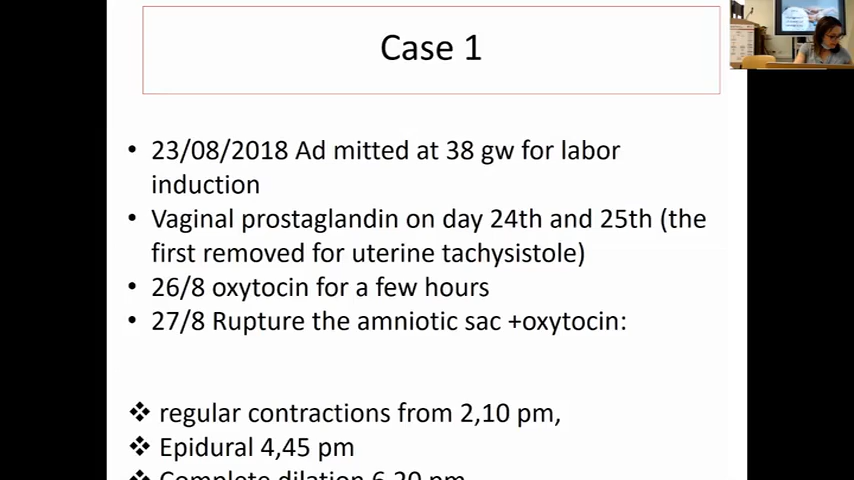 Case 1
• 23/08/2018 Ad mitted at 38 gw for labor
induction
• Vaginal prostaglandin on day 24th and 25th (the
first removed for uterine tachysistole)
• 26/8 oxytocin for a few hours
• 27/8 Rupture the amniotic sac +oxytocin:
❖ regular contractions from 2,10 pm,
❖ Epidural 4,45 pm
❖ Complete dilation 6,20 pm